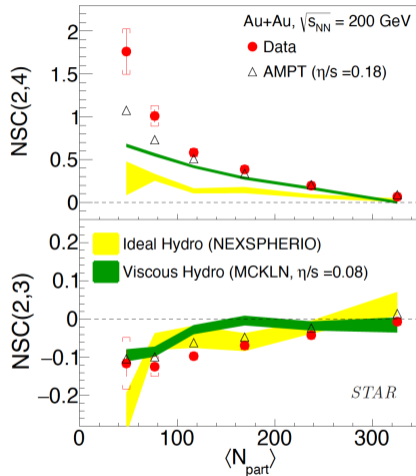 Au+Au, √s_NN = 200 GeV
Data
AMPT (η/s =0.18)
NSC(2,4)
2
1.5
1
0.5
0
Ideal Hydro (NEXSPHERIO)
Viscous Hydro (MCKLN, η/s =0.08)
NSC(2,3)
0.2
0.1
0
−0.1
−0.2
STAR
0 100 200 300
⟨N_part⟩